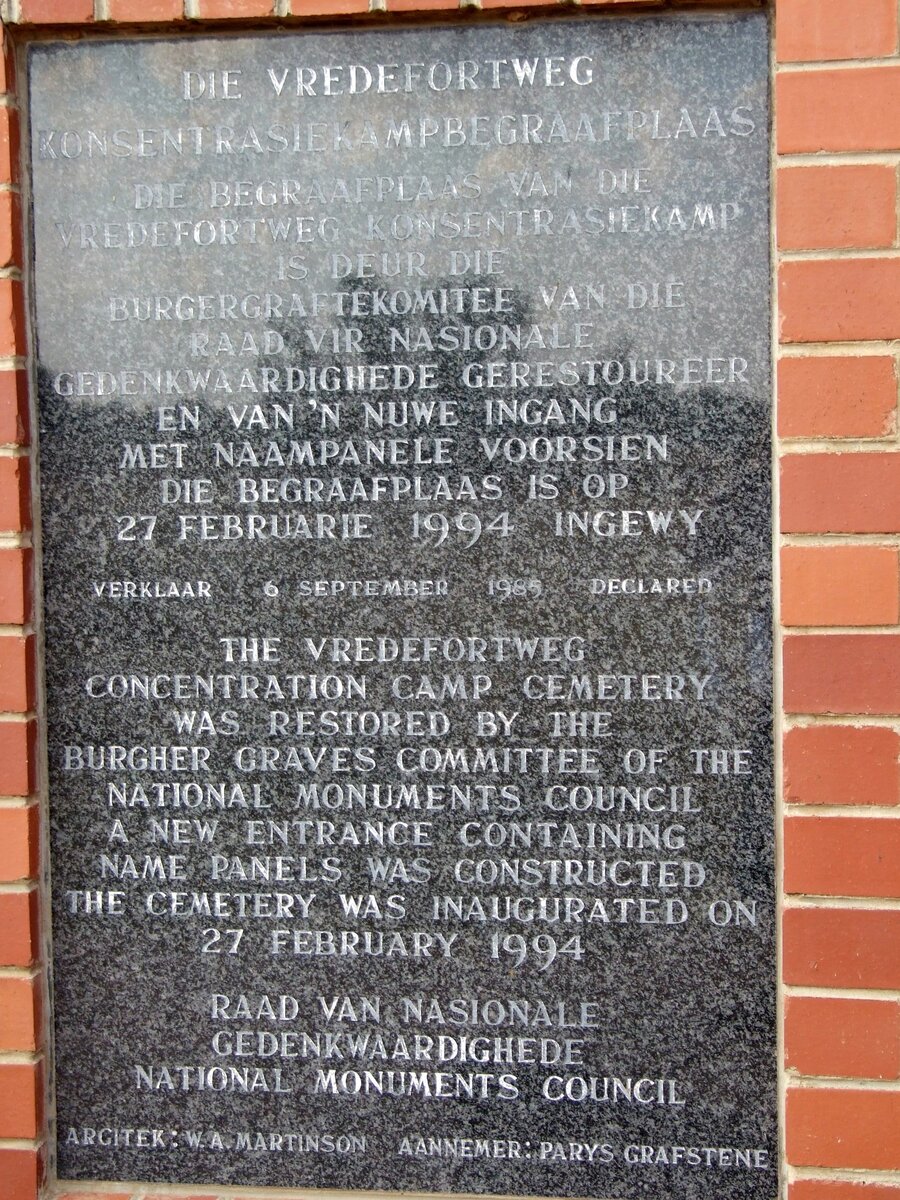 DIE VREDEFORTWEG
KONSENTRASIEKAMPBEGRAAFPLAAS
DIE BEGRAAFPLAAS VAN DIE
VREDEFORTWEG KONSENTRASIEKAMP
IS DEUR DIE
BURGERGRAFTEKOMITEE VAN DIE
RAAD VIR NASIONALE
GEDENKWAARDIGHEDE GERESTOUREER
EN VAN 'N NUWE INGANG
MET NAAMPANELE VOORSIEN
DIE BEGRAAFPLAAS IS OP
27 FEBRUARIE 1994 INGEWY
VERKLAAR 6 SEPTEMBER 1985 DECLARED
THE VREDEFORTWEG
CONCENTRATION CAMP CEMETERY
WAS RESTORED BY THE
BURGHER GRAVES COMMITTEE OF THE
NATIONAL MONUMENTS COUNCIL
A NEW ENTRANCE CONTAINING
NAME PANELS WAS CONSTRUCTED
THE CEMETERY WAS INAUGURATED ON
27 FEBRUARY 1994
RAAD VAN NASIONALE
GEDENKWAARDIGHEDE
NATIONAL MONUMENTS COUNCIL
ARGITEK: W.A. MARTINSON AANNEMER: PARYS GRAFSTENE